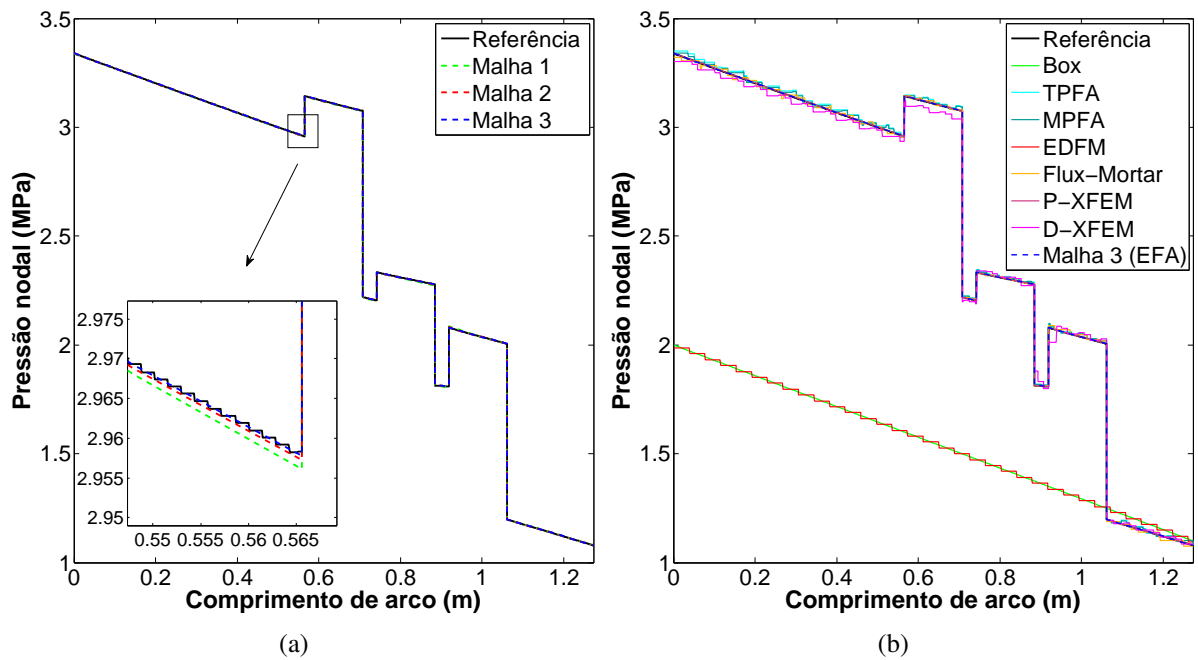 3.5
3
2.5
2
1.5
1
Pressão nodal (MPa)
0
0.2
0.4
0.6
0.8
1
1.2
Comprimento de arco (m)
Referência
Malha 1
Malha 2
Malha 3
2.975
2.97
2.965
2.96
2.955
2.95
0.55
0.555
0.56
0.565
(a)
3.5
3
2.5
2
1.5
1
Pressão nodal (MPa)
0
0.2
0.4
0.6
0.8
1
1.2
Comprimento de arco (m)
Referência
Box
TPFA
MPFA
EDFM
Flux−Mortar
P−XFEM
D−XFEM
Malha 3 (EFA)
(b)